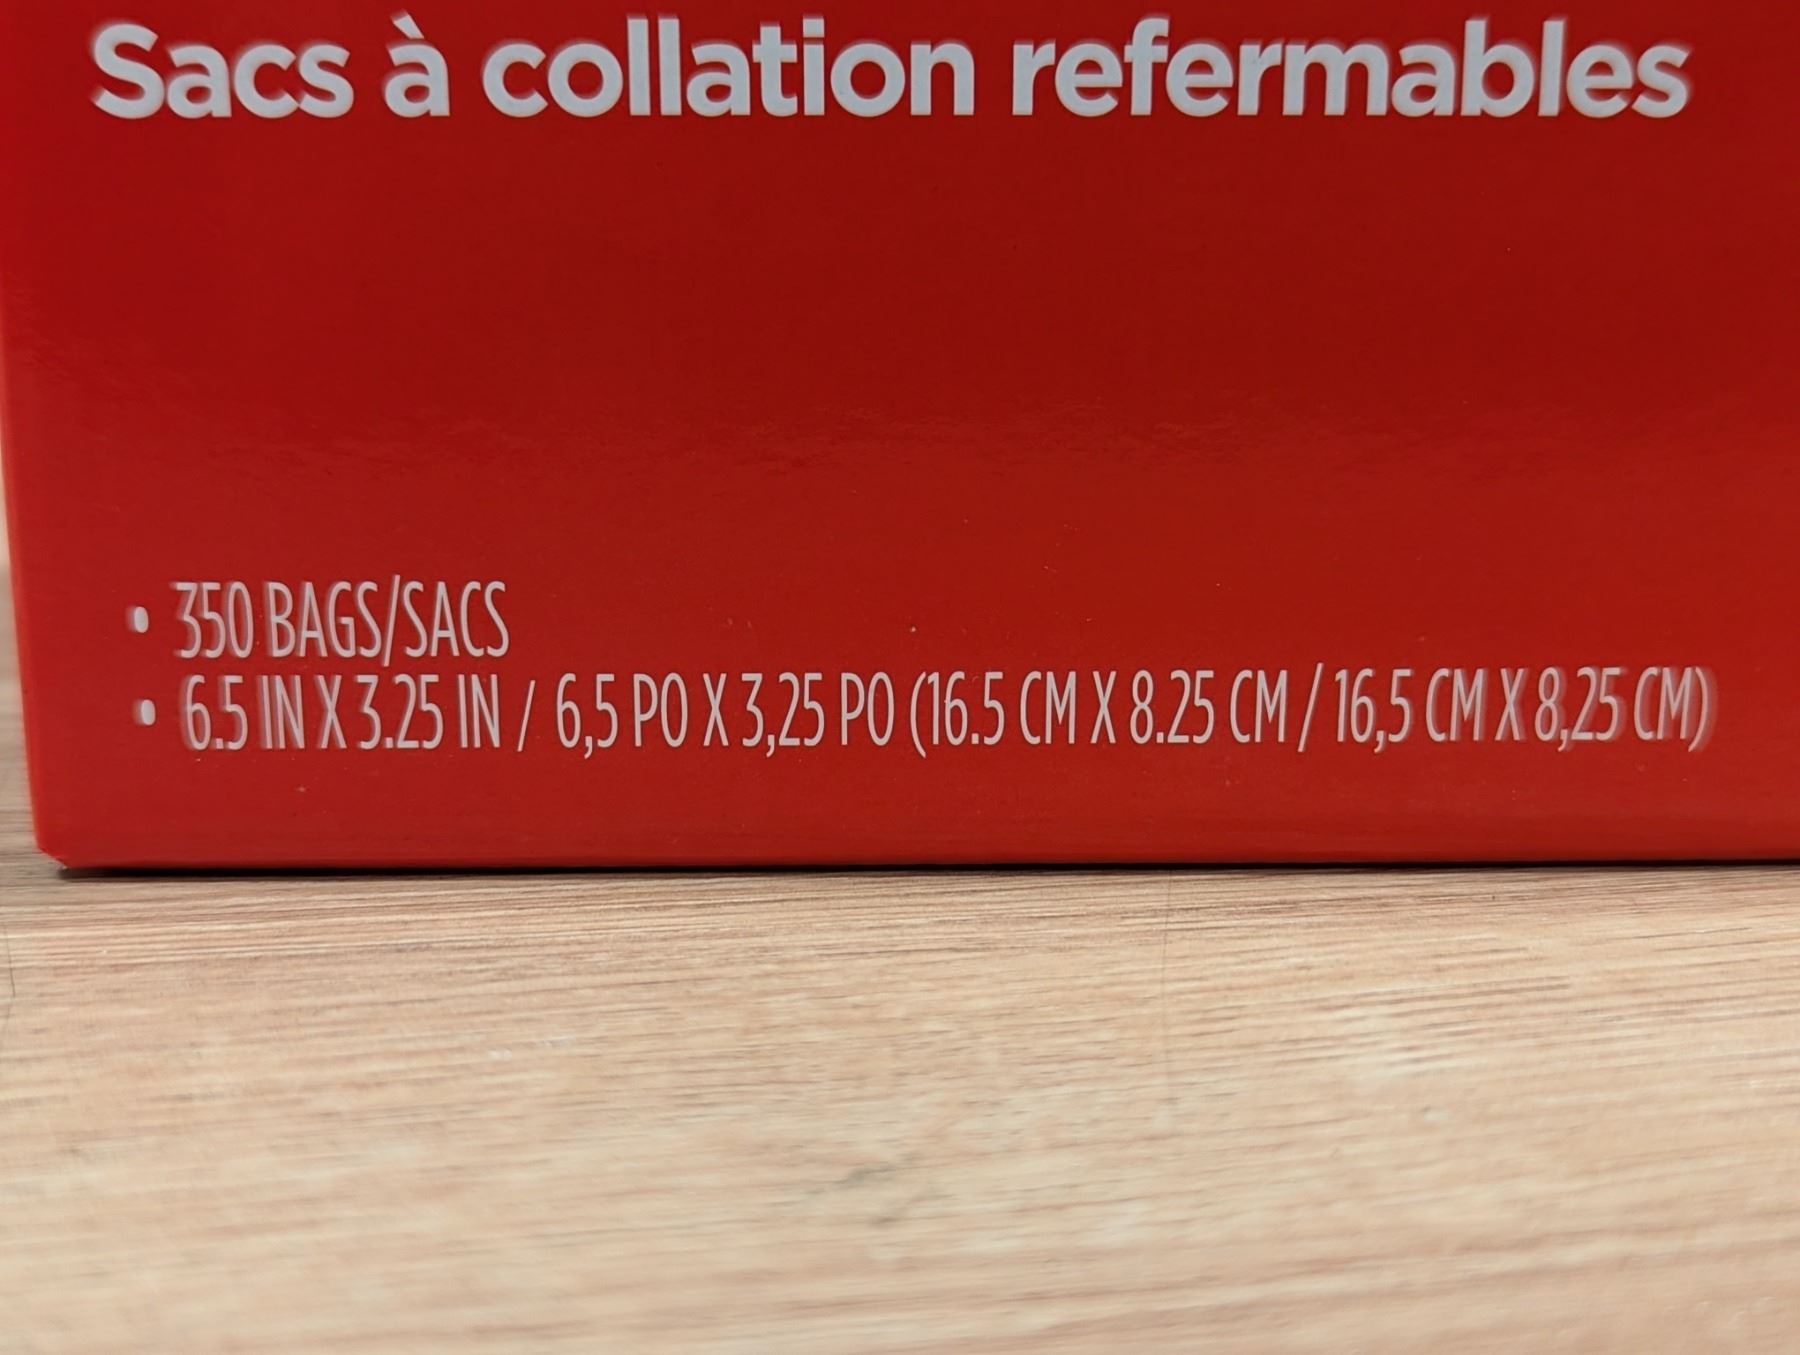 Sacs à collation refermables
• 350 BAGS/SACS
• 6.5 IN X 3.25 IN / 6,5 PO X 3,25 PO (16.5 CM X 8.25 CM / 16,5 CM X 8,25 CM)